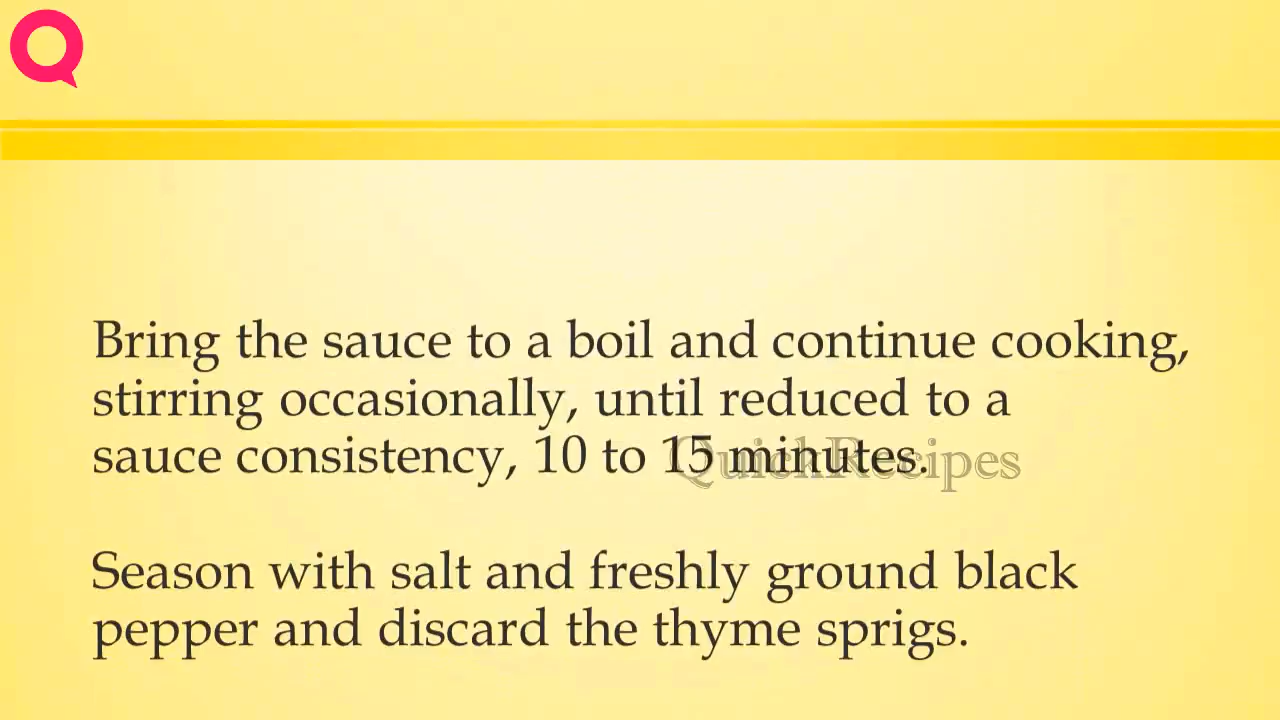 Bring the sauce to a boil and continue cooking,
stirring occasionally, until reduced to a
sauce consistency, 10 to 15 minutes.
QuickRecipes
Season with salt and freshly ground black
pepper and discard the thyme sprigs.